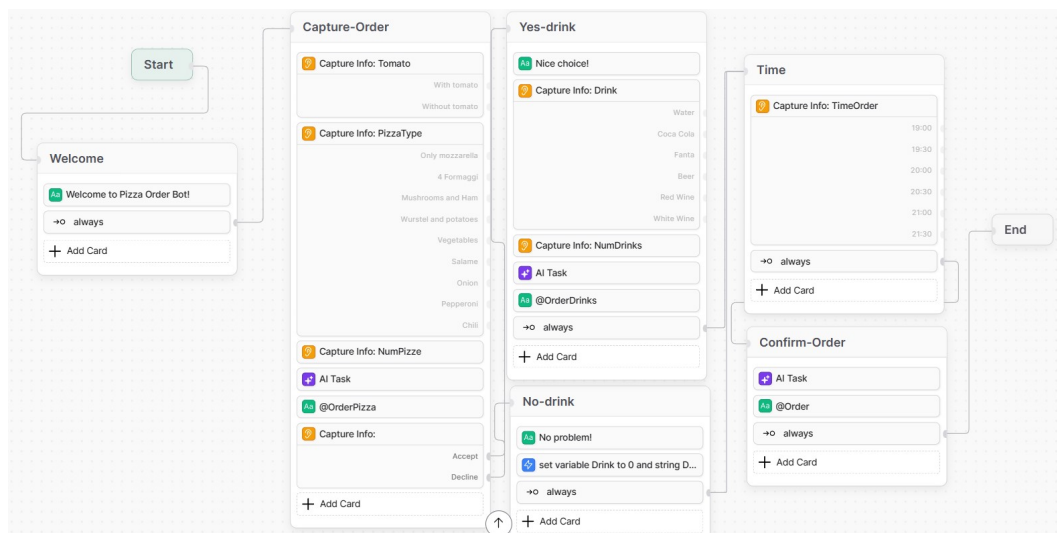 Start
Welcome
Aa Welcome to Pizza Order Bot!
always
Add Card
Capture-Order
Capture Info: Tomato
With tomato
Without tomato
Capture Info: PizzaType
Only mozzarella
4 Formaggi
Mushrooms and Ham
Wurstel and potatoes
Vegetables
Salame
Onion
Pepperoni
Chili
Capture Info: NumPizze
AI Task
Aa @OrderPizza
Capture Info:
Accept
Decline
Add Card
Yes-drink
Aa Nice choice!
Capture Info: Drink
Water
Coca Cola
Fanta
Beer
Red Wine
White Wine
Capture Info: NumDrinks
AI Task
Aa @OrderDrinks
always
Add Card
No-drink
Aa No problem!
set variable Drink to 0 and string D...
always
Add Card
Time
Capture Info: TimeOrder
19:00
19:30
20:00
20:30
21:00
21:30
always
Add Card
Confirm-Order
AI Task
Aa @Order
always
Add Card
End